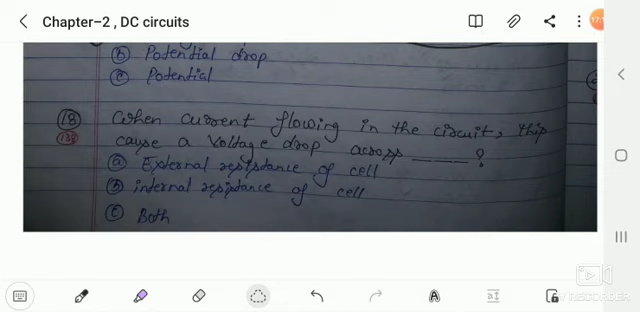 Chapter-2 , DC circuits
ⓑ Potential drop
ⓒ Potential
⑱ When current flowing in the circuit, this
cause a voltage drop across ____ ?
ⓐ External resistance of cell
ⓑ internal resistance of cell
ⓒ Both
RECORDER